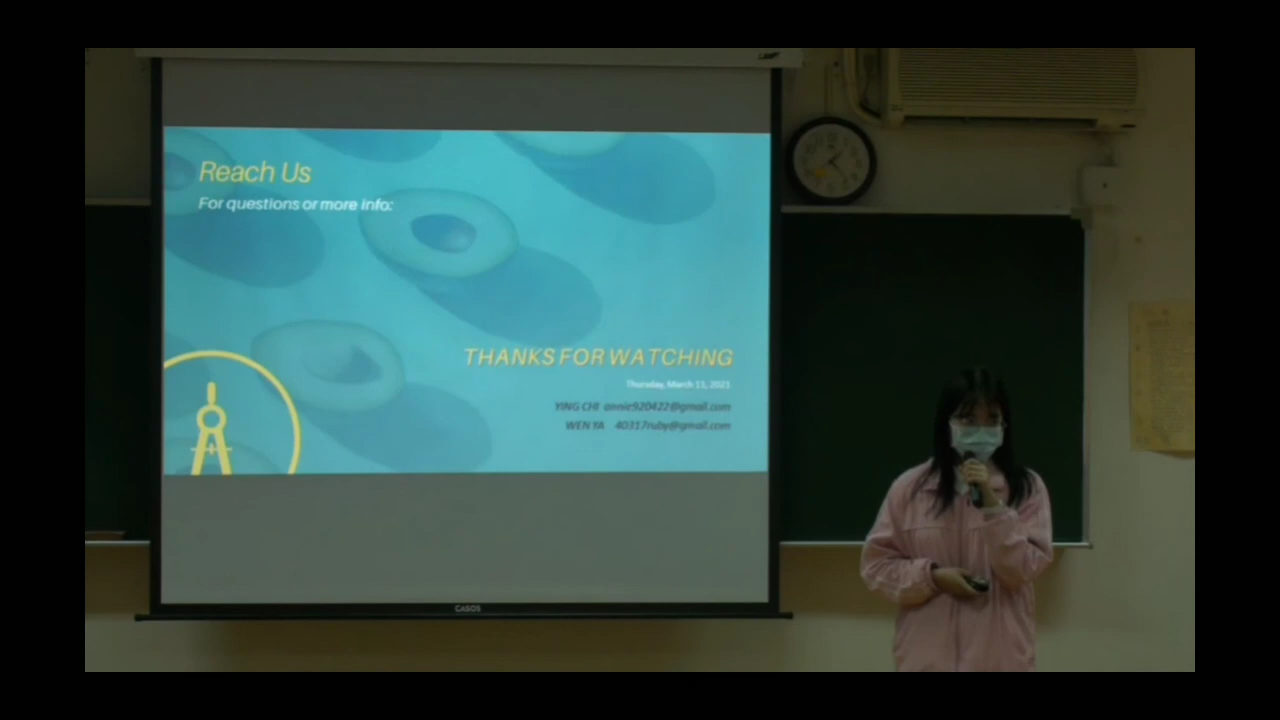 Reach Us
For questions or more info:
THANKS FOR WATCHING
Thursday, March 11, 2021
YING CHI annie920422@gmail.com
WEN YA 40317ruby@gmail.com
CASOS